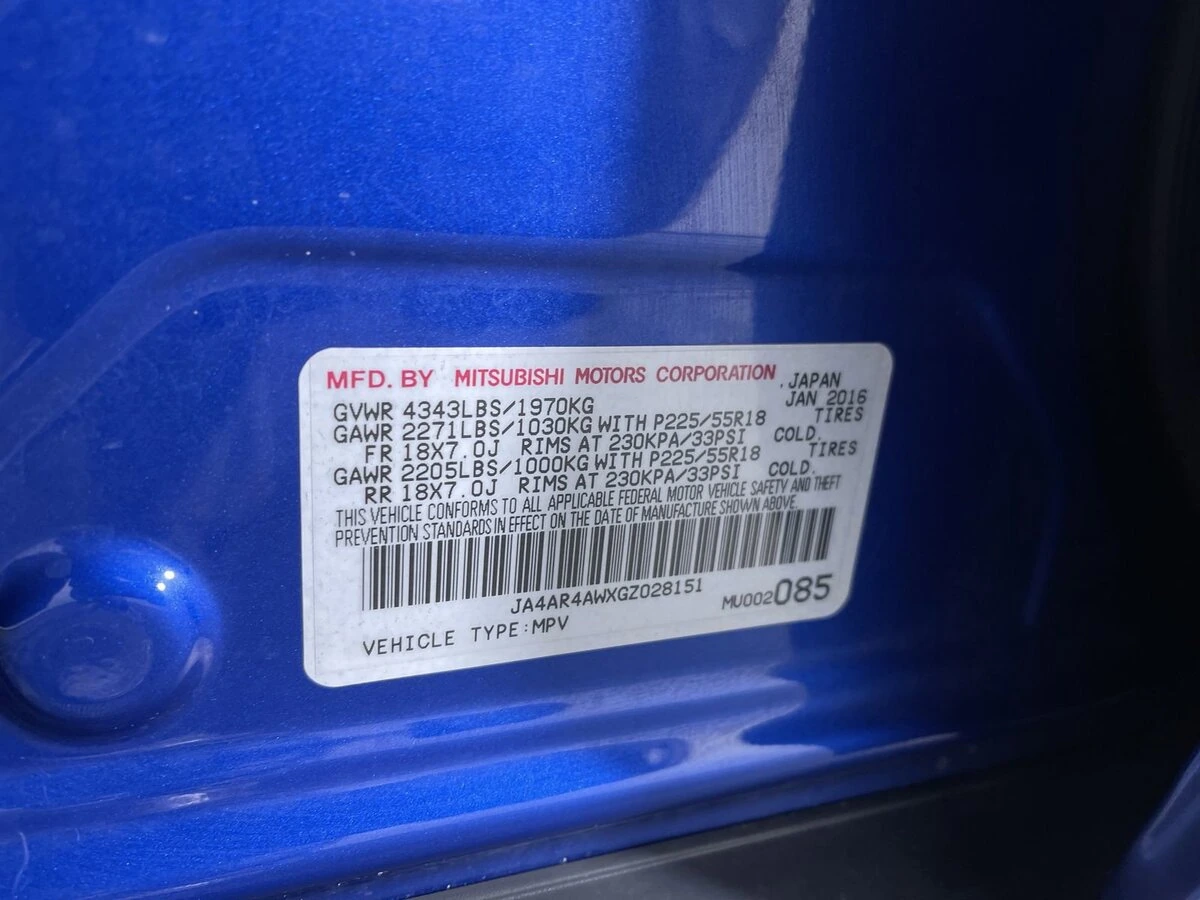 MFD. BY MITSUBISHI MOTORS CORPORATION, JAPAN
GVWR 4343LBS/1970KG JAN 2016
GAWR 2271LBS/1030KG WITH P225/55R18 TIRES
FR 18X7.0J RIMS AT 230KPA/33PSI COLD.
GAWR 2205LBS/1000KG WITH P225/55R18 TIRES
RR 18X7.0J RIMS AT 230KPA/33PSI COLD.
THIS VEHICLE CONFORMS TO ALL APPLICABLE FEDERAL MOTOR VEHICLE SAFETY AND THEFT
PREVENTION STANDARDS IN EFFECT ON THE DATE OF MANUFACTURE SHOWN ABOVE.
JA4AR4AWXGZ028151 MU002085
VEHICLE TYPE:MPV